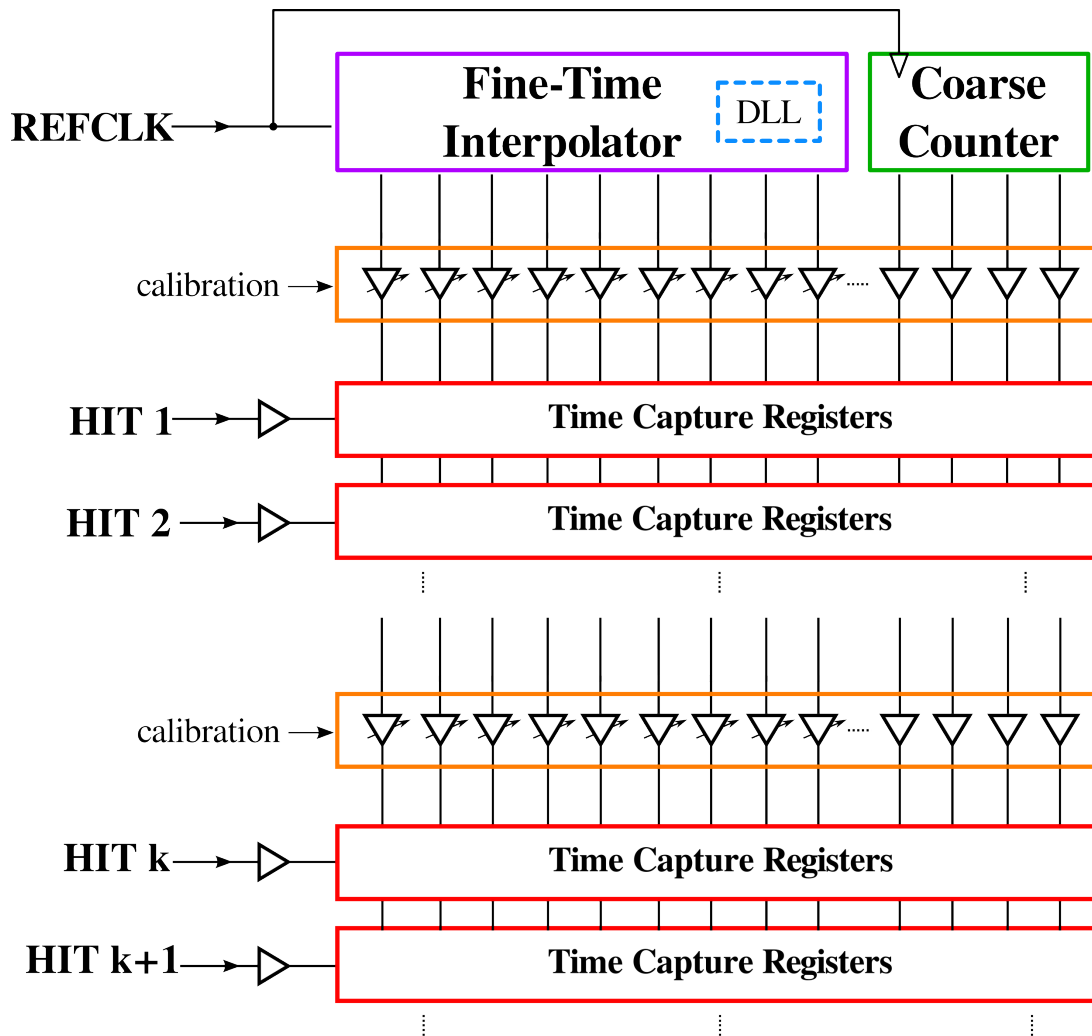 Fine-Time
Interpolator
DLL
Coarse
Counter
REFCLK
calibration
HIT 1
Time Capture Registers
HIT 2
Time Capture Registers
calibration
HIT k
Time Capture Registers
HIT k+1
Time Capture Registers